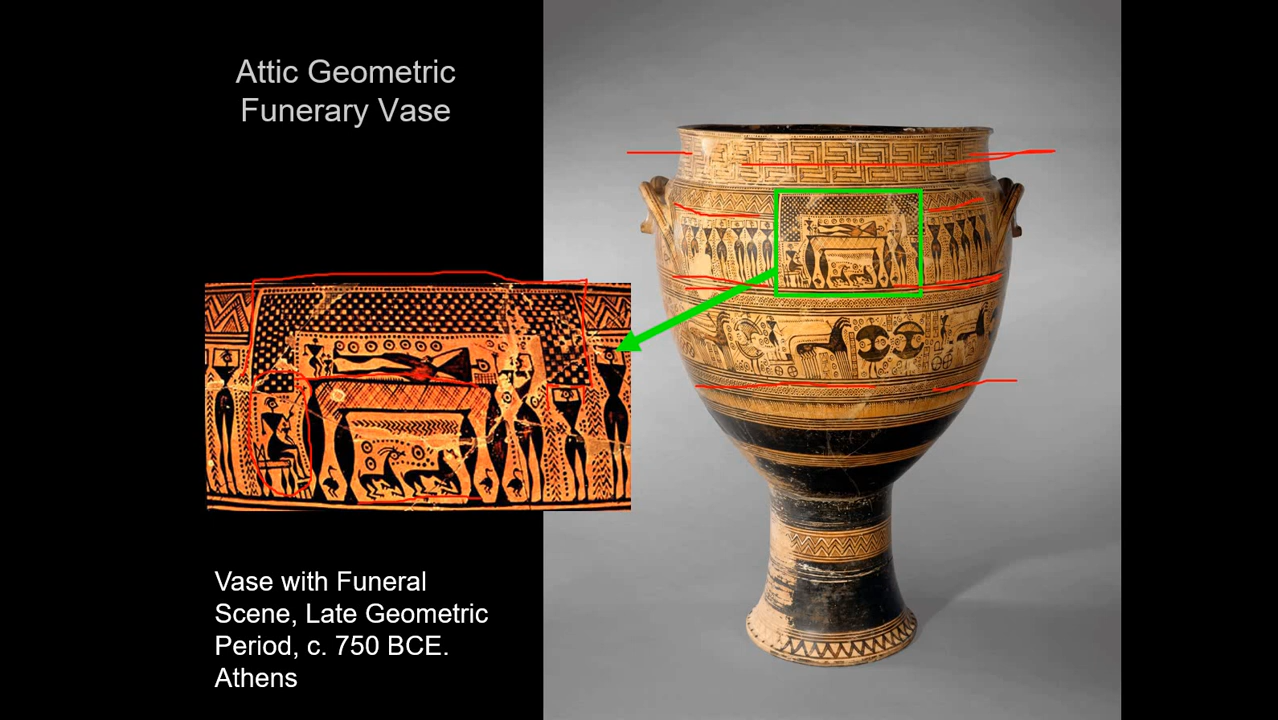 Attic Geometric
Funerary Vase
Vase with Funeral
Scene, Late Geometric
Period, c. 750 BCE.
Athens